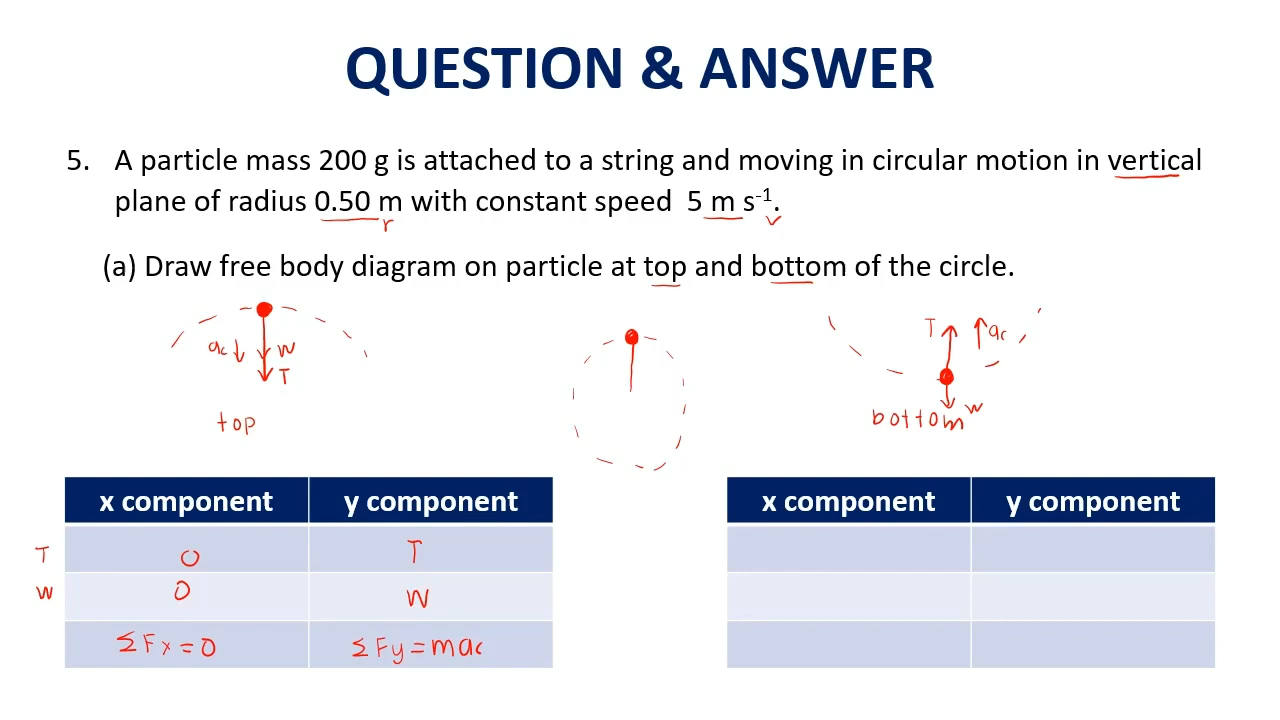 QUESTION & ANSWER
5. A particle mass 200 g is attached to a string and moving in circular motion in vertical
plane of radius 0.50 m with constant speed 5 m s⁻¹.
r
v
(a) Draw free body diagram on particle at top and bottom of the circle.
ac
W
T
top
T
ac
W
bottom
x component y component
T 0 T
W 0 W
ΣFx = 0 ΣFy = mac
x component y component